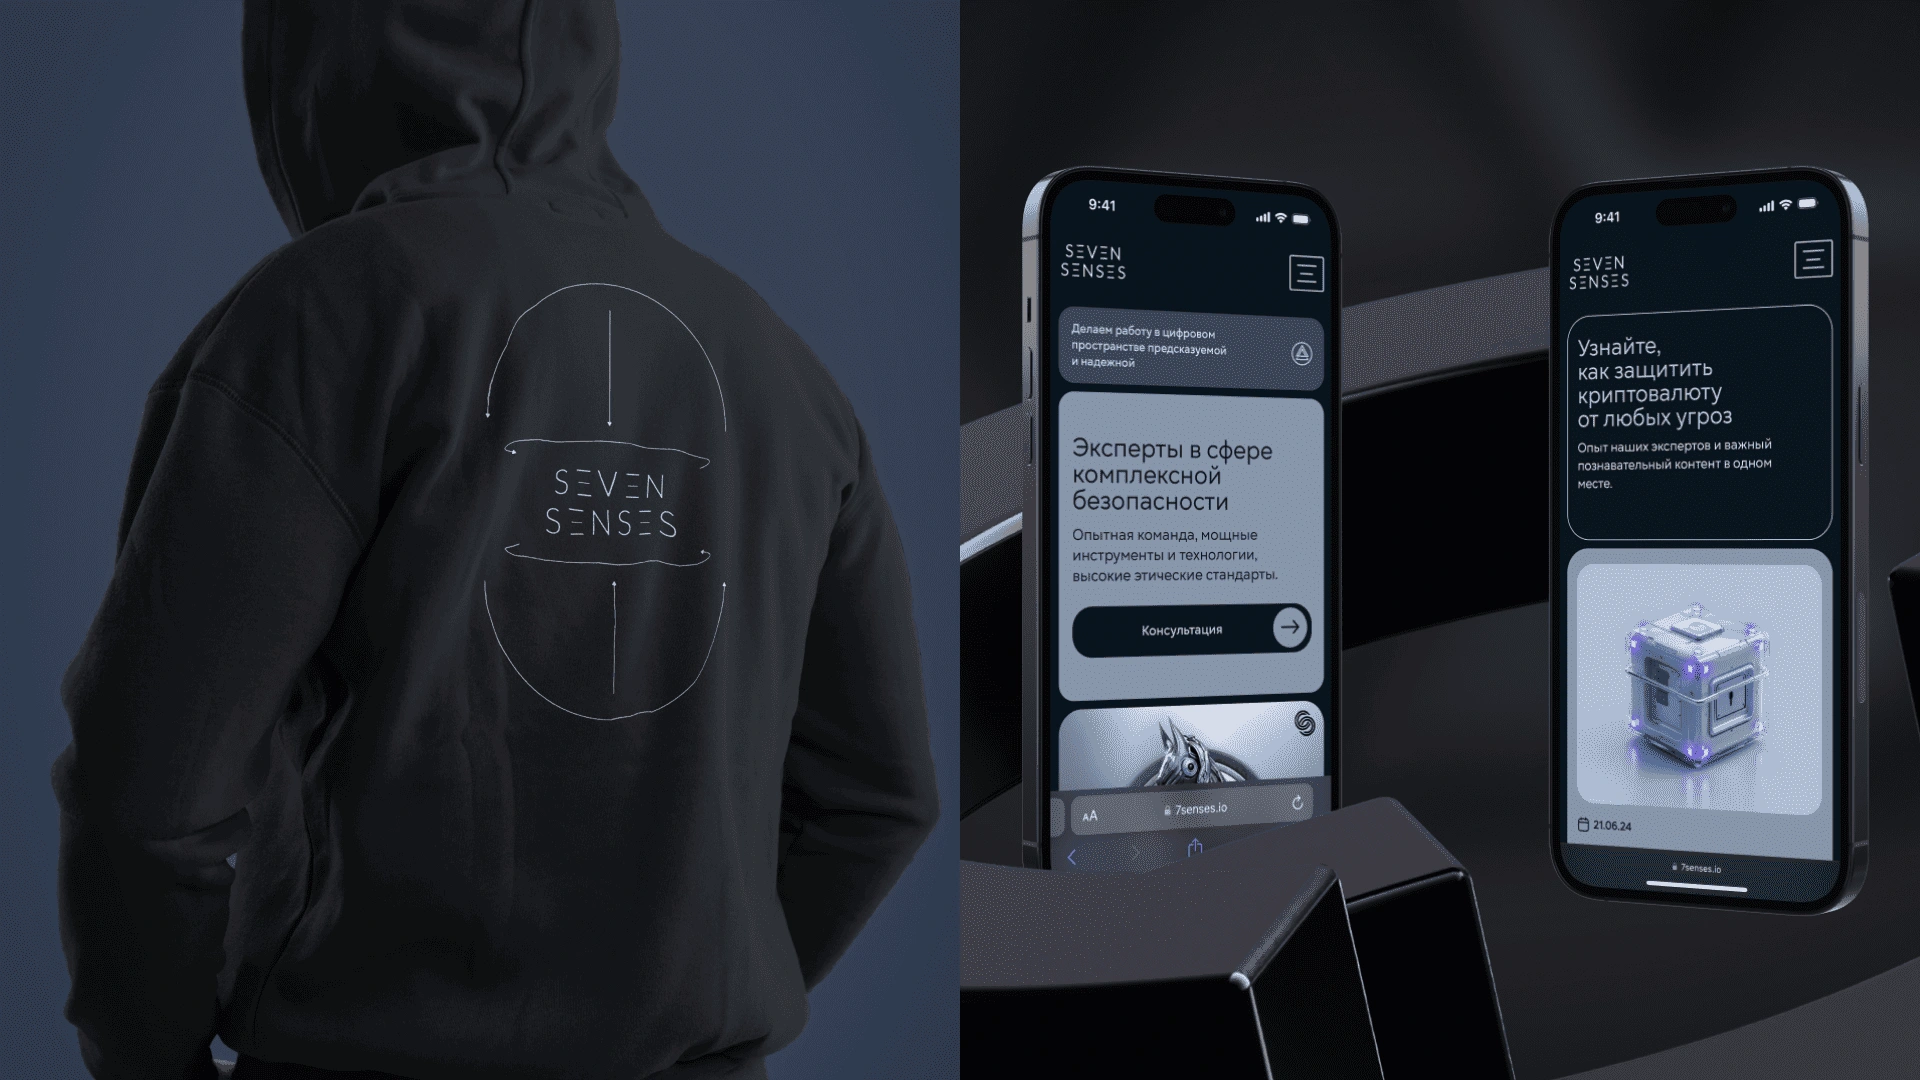 SEVEN
SENSES
9:41
SEVEN
SENSES
Делаем работу в цифровом
пространстве предсказуемой
и надежной
Эксперты в сфере
комплексной
безопасности
Опытная команда, мощные
инструменты и технологии,
высокие этические стандарты.
Консультация
AA
7senses.io
9:41
SEVEN
SENSES
Узнайте,
как защитить
криптовалюту
от любых угроз
Опыт наших экспертов и важный
познавательный контент в одном
месте.
21.06.24
7senses.io